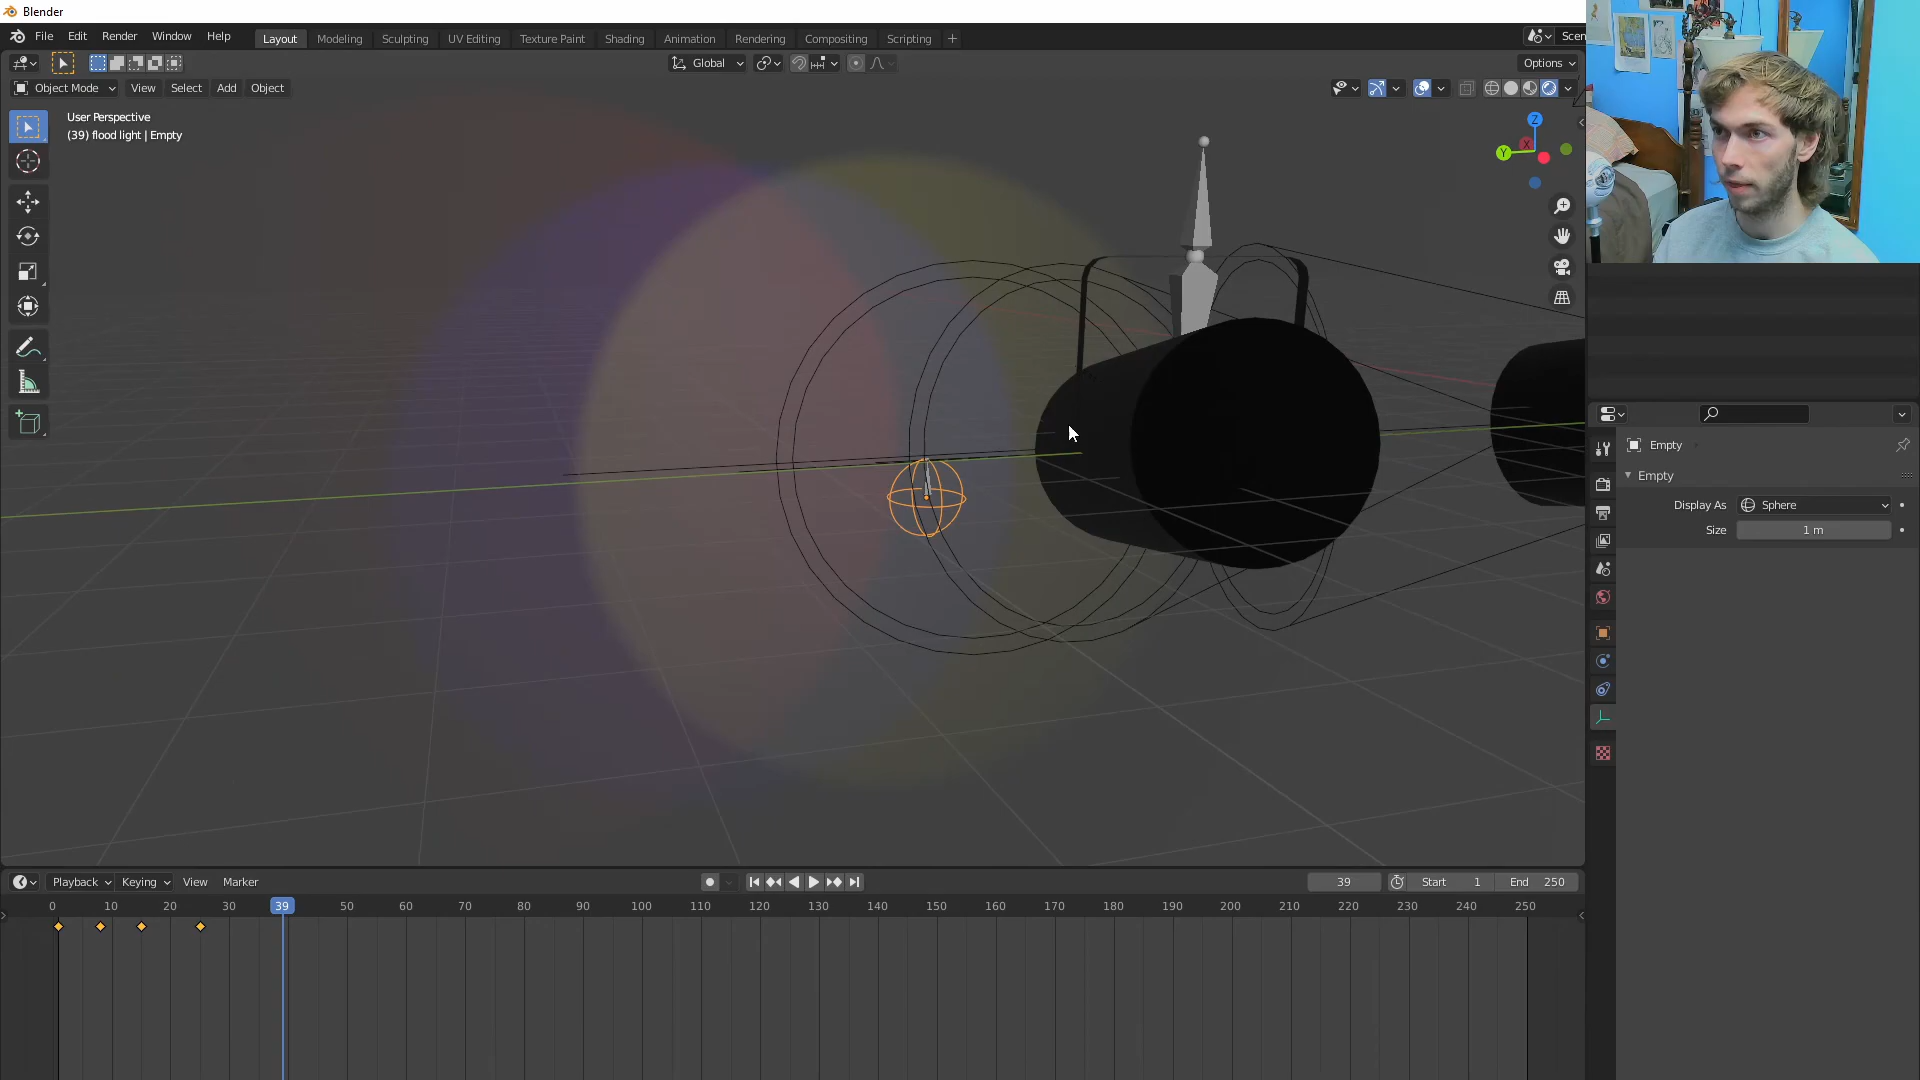 Blender
File Edit Render Window Help
Layout Modeling Sculpting UV Editing Texture Paint Shading Animation Rendering Compositing Scripting +
Scen
Global
Options
Object Mode View Select Add Object
User Perspective
(39) flood light | Empty
Z
X
Y
Empty
Empty
Display As Sphere
Size 1 m
Playback Keying View Marker
39 Start 1 End 250
0 10 20 30 39 50 60 70 80 90 100 110 120 130 140 150 160 170 180 190 200 210 220 230 240 250